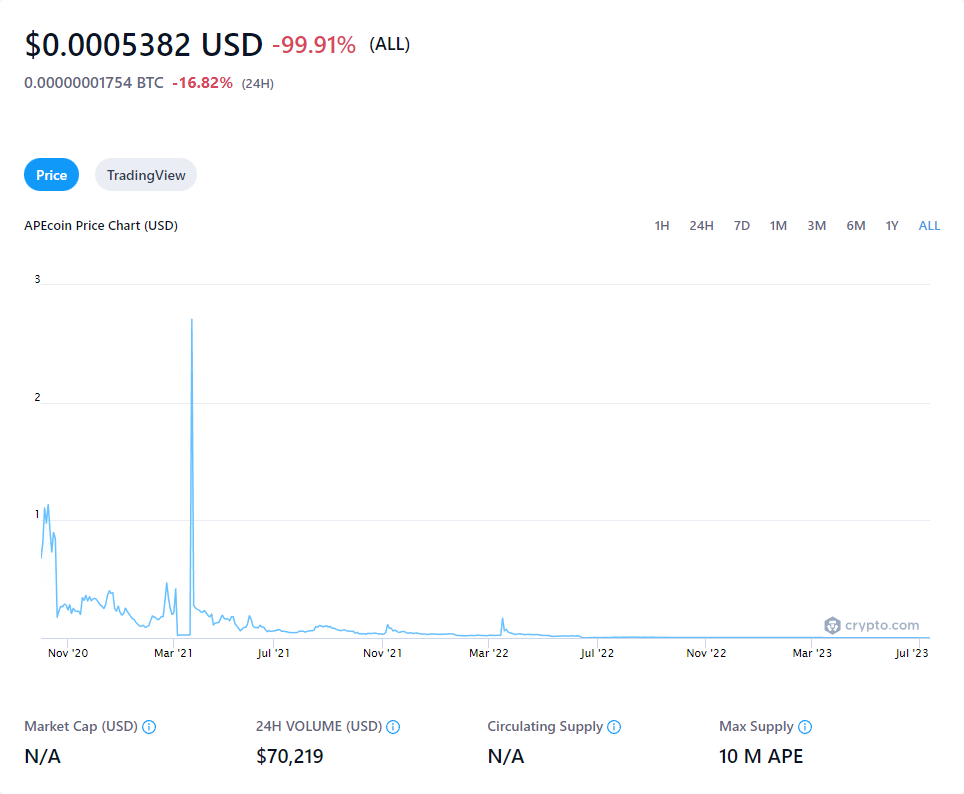 $0.0005382 USD -99.91% (ALL)
0.00000001754 BTC -16.82% (24H)
Price TradingView
APEcoin Price Chart (USD) 1H 24H 7D 1M 3M 6M 1Y ALL
3
2
1
crypto.com
Nov '20 Mar '21 Jul '21 Nov '21 Mar '22 Jul '22 Nov '22 Mar '23 Jul '23
Market Cap (USD) 24H VOLUME (USD) Circulating Supply Max Supply
N/A $70,219 N/A 10 M APE